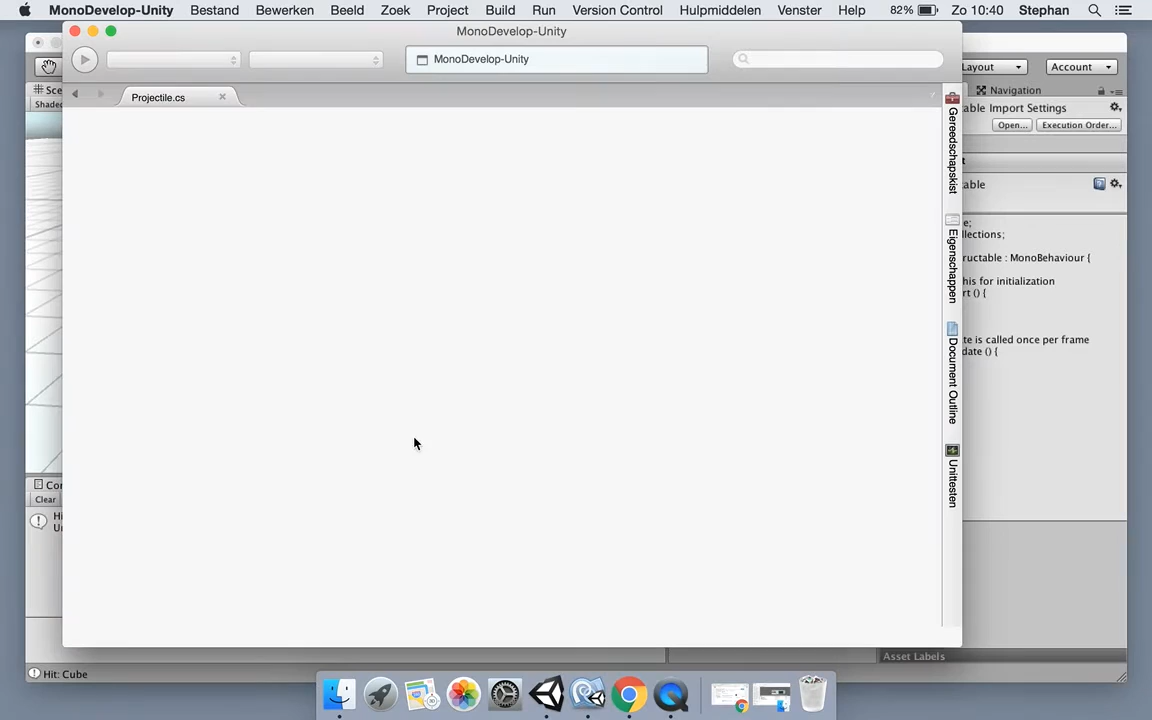 MonoDevelop-Unity Bestand Bewerken Beeld Zoek Project Build Run Version Control Hulpmiddelen Venster Help 82% Zo 10:40 Stephan
MonoDevelop-Unity
MonoDevelop-Unity
Layout Account
Navigation
Projectile.cs
Shaded
able Import Settings
Open... Execution Order...
able
Gereedschapskist
Eigenschappen
Document Outline
Unittesten
e;
llections;
ructable : MonoBehaviour {
his for initialization
rt () {
te is called once per frame
date () {
Clear
Asset Labels
Hit: Cube